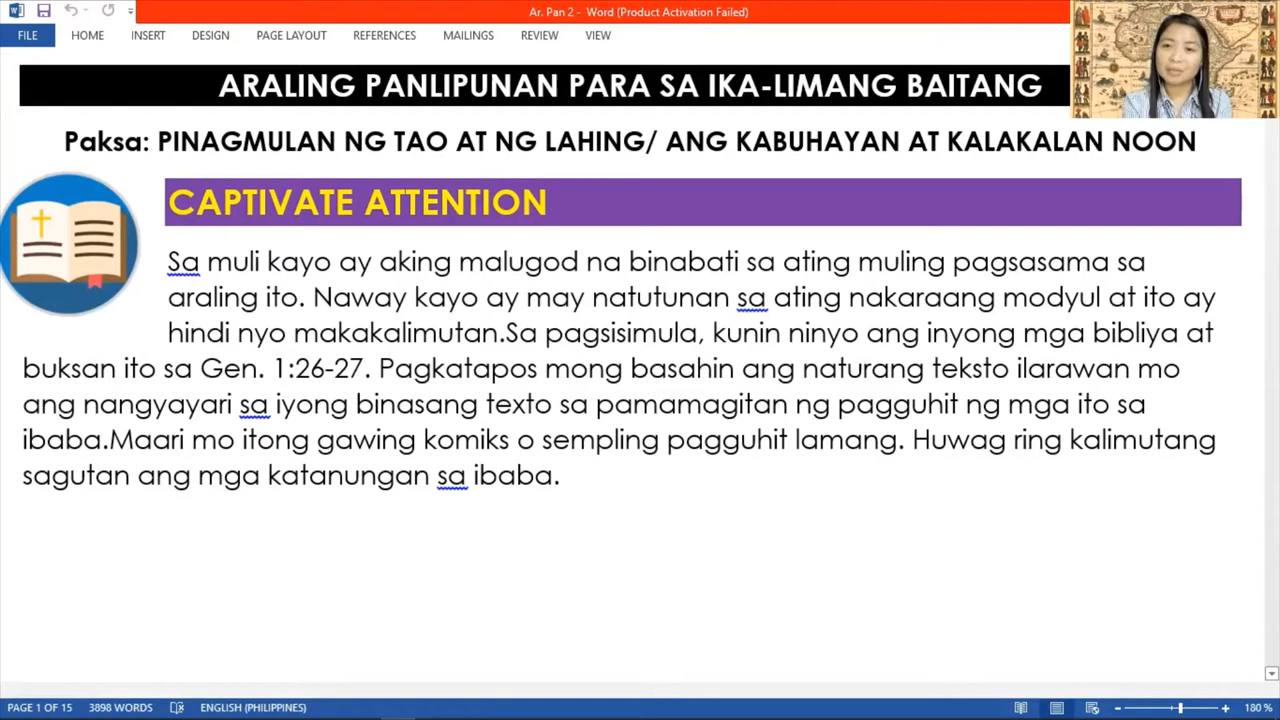 Ar. Pan 2 - Word (Product Activation Failed)
FILE HOME INSERT DESIGN PAGE LAYOUT REFERENCES MAILINGS REVIEW VIEW
ARALING PANLIPUNAN PARA SA IKA-LIMANG BAITANG
Paksa: PINAGMULAN NG TAO AT NG LAHING/ ANG KABUHAYAN AT KALAKALAN NOON
CAPTIVATE ATTENTION
Sa muli kayo ay aking malugod na binabati sa ating muling pagsasama sa
araling ito. Naway kayo ay may natutunan sa ating nakaraang modyul at ito ay
hindi nyo makakalimutan.Sa pagsisimula, kunin ninyo ang inyong mga bibliya at
buksan ito sa Gen. 1:26-27. Pagkatapos mong basahin ang naturang teksto ilarawan mo
ang nangyayari sa iyong binasang texto sa pamamagitan ng pagguhit ng mga ito sa
ibaba.Maari mo itong gawing komiks o sempling pagguhit lamang. Huwag ring kalimutang
sagutan ang mga katanungan sa ibaba.
PAGE 1 OF 15 3898 WORDS ENGLISH (PHILIPPINES) 180 %